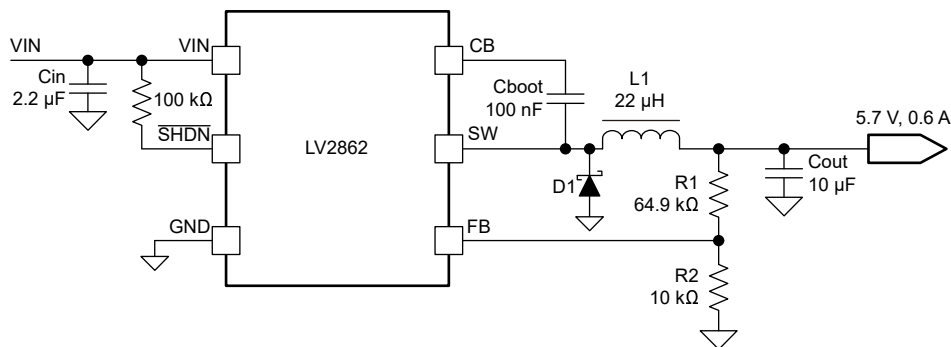 VIN
Cin
2.2 µF
100 kΩ
VIN
SHDN
GND
LV2862
CB
SW
FB
Cboot
100 nF
D1
L1
22 µH
R1
64.9 kΩ
R2
10 kΩ
Cout
10 µF
5.7 V, 0.6 A